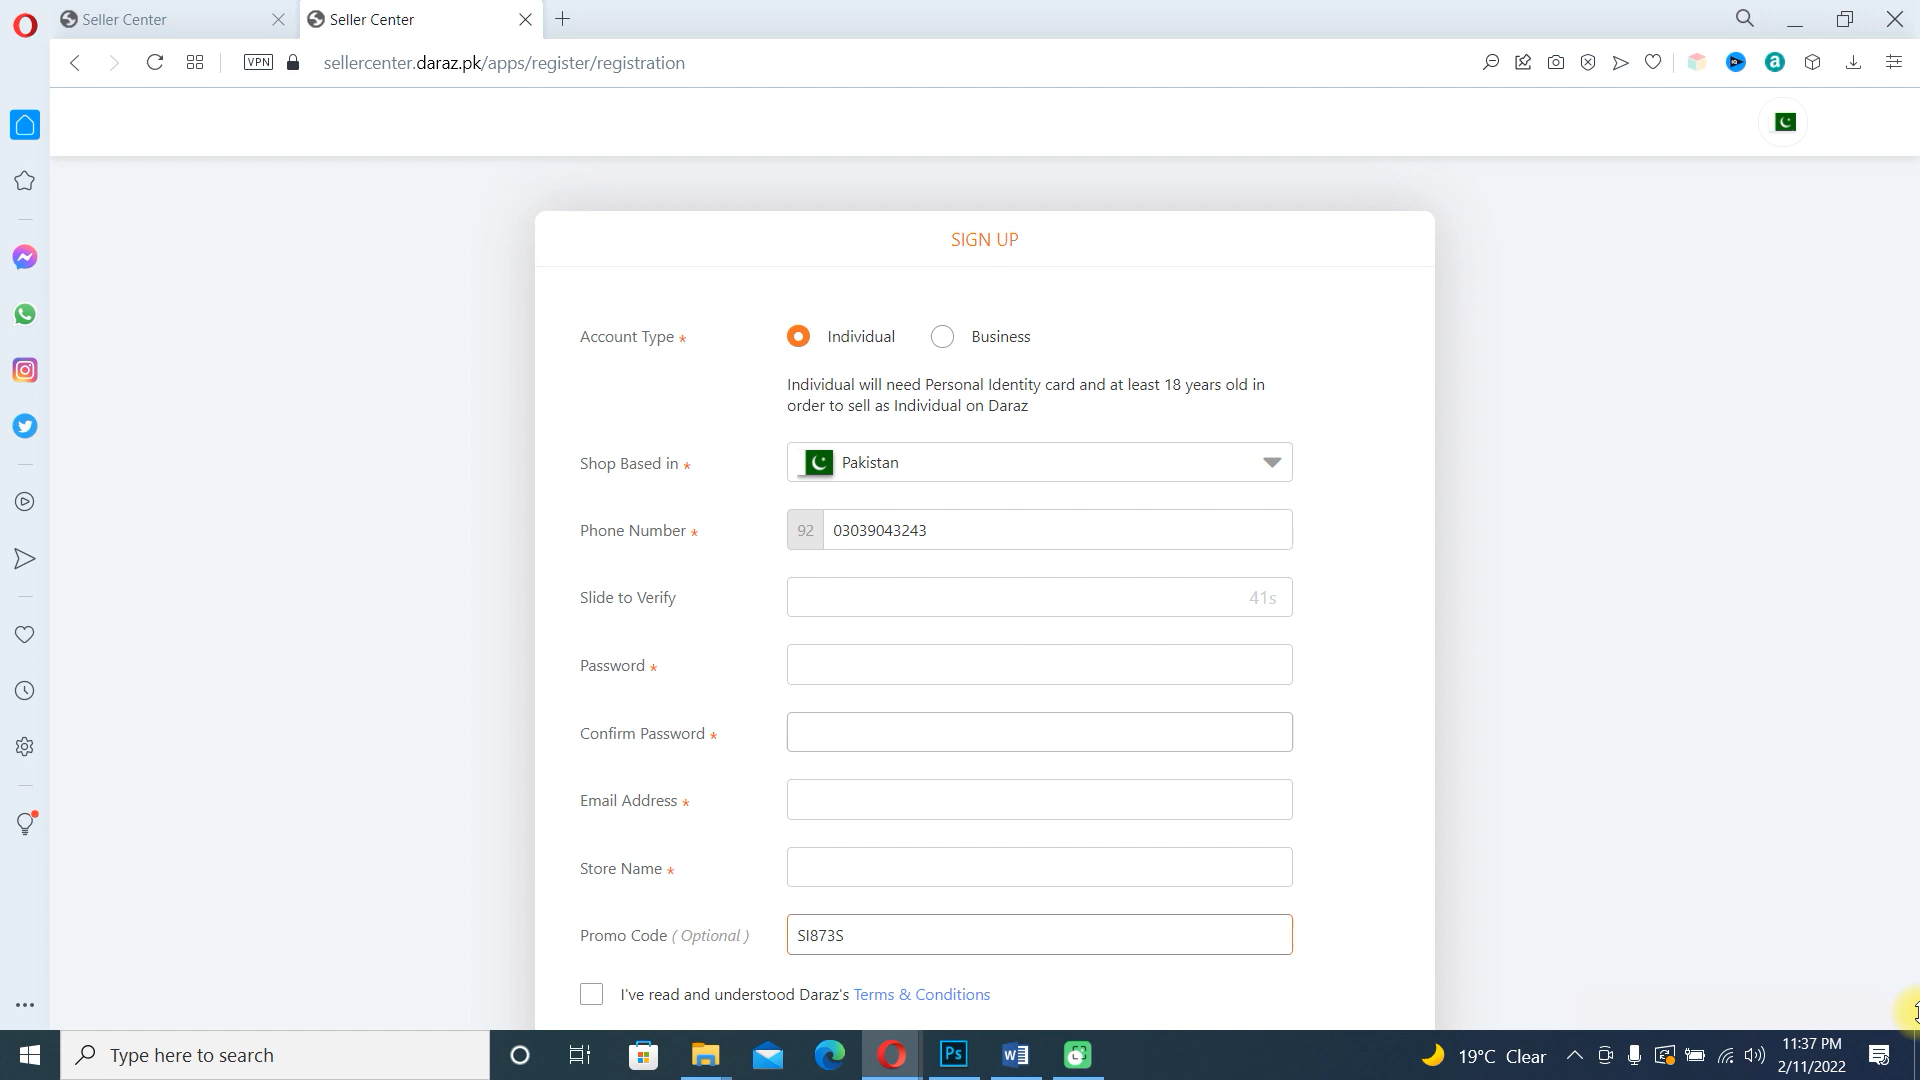 Seller Center
Seller Center
VPN
sellercenter.daraz.pk/apps/register/registration
SIGN UP
Account Type *
Individual
Business
Individual will need Personal Identity card and at least 18 years old in
order to sell as Individual on Daraz
Shop Based in *
Pakistan
Phone Number *
92
03039043243
Slide to Verify
41s
Password *
Confirm Password *
Email Address *
Store Name *
Promo Code ( Optional )
SI873S
I've read and understood Daraz's Terms & Conditions
Type here to search
Ps
19°C Clear
11:37 PM
2/11/2022